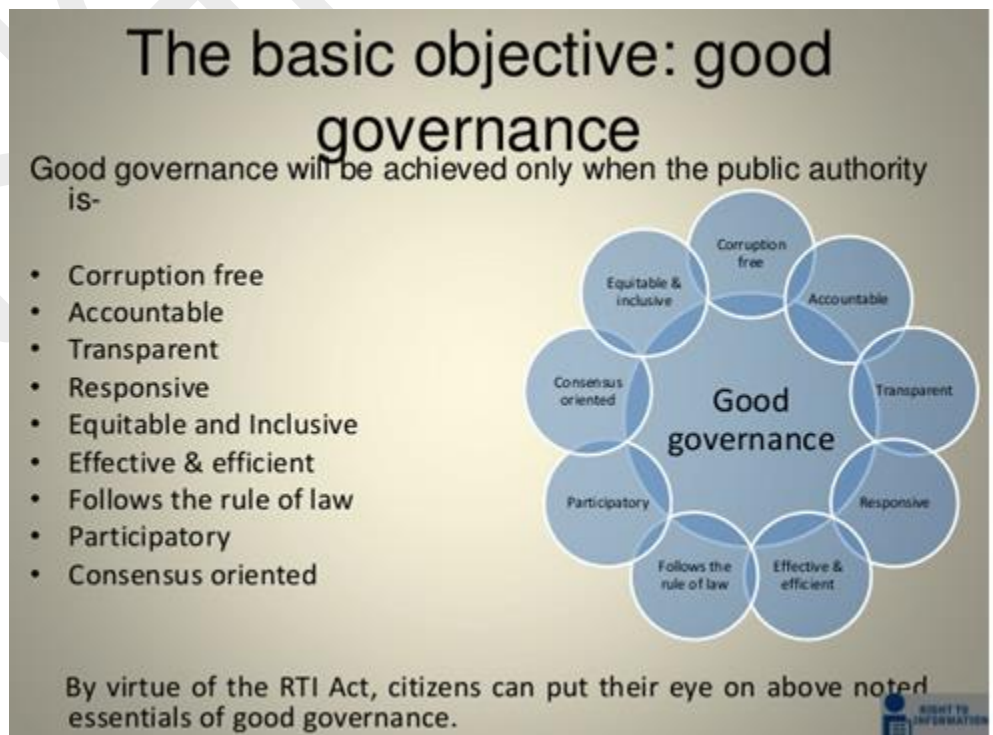 The basic objective: good
governance
Good governance will be achieved only when the public authority
is-
• Corruption free
• Accountable
• Transparent
• Responsive
• Equitable and Inclusive
• Effective & efficient
• Follows the rule of law
• Participatory
• Consensus oriented
Corruption
free
Accountable
Transparent
Responsive
Effective &
efficient
Follows the
rule of law
Participatory
Consensus
oriented
Equitable &
inclusive
Good
governance
By virtue of the RTI Act, citizens can put their eye on above noted
essentials of good governance.
RIGHT TO
INFORMATION